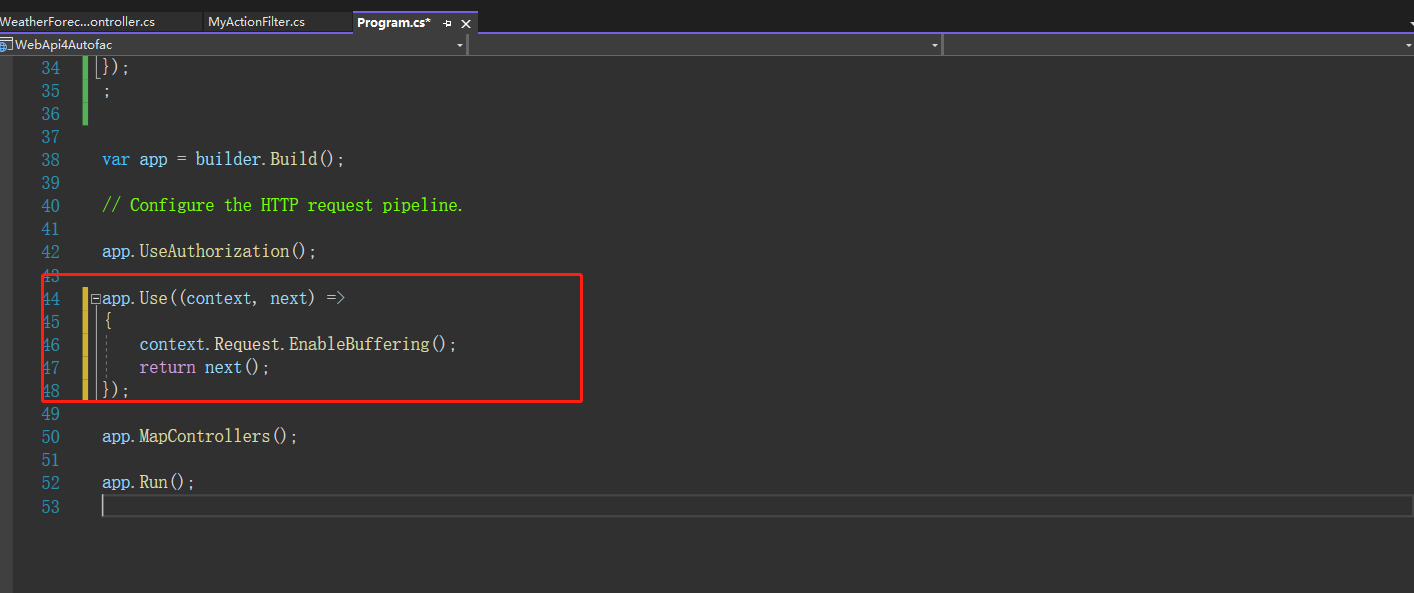 WeatherForec...ontroller.cs MyActionFilter.cs Program.cs*
WebApi4Autofac
34 });
35 ;
36
37
38 var app = builder.Build();
39
40 // Configure the HTTP request pipeline.
41
42 app.UseAuthorization();
43
44 app.Use((context, next) =>
45 {
46 context.Request.EnableBuffering();
47 return next();
48 });
49
50 app.MapControllers();
51
52 app.Run();
53